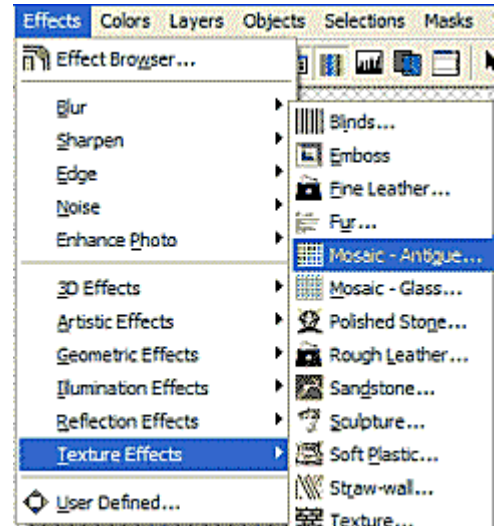 Effects Colors Layers Objects Selections Masks
Effect Browser...
Blur
Sharpen
Edge
Noise
Enhance Photo
3D Effects
Artistic Effects
Geometric Effects
Illumination Effects
Reflection Effects
Texture Effects
User Defined...
Blinds...
Emboss
Fine Leather...
Fur...
Mosaic - Antique...
Mosaic - Glass...
Polished Stone...
Rough Leather...
Sandstone...
Sculpture...
Soft Plastic...
Straw-wall...
Texture...